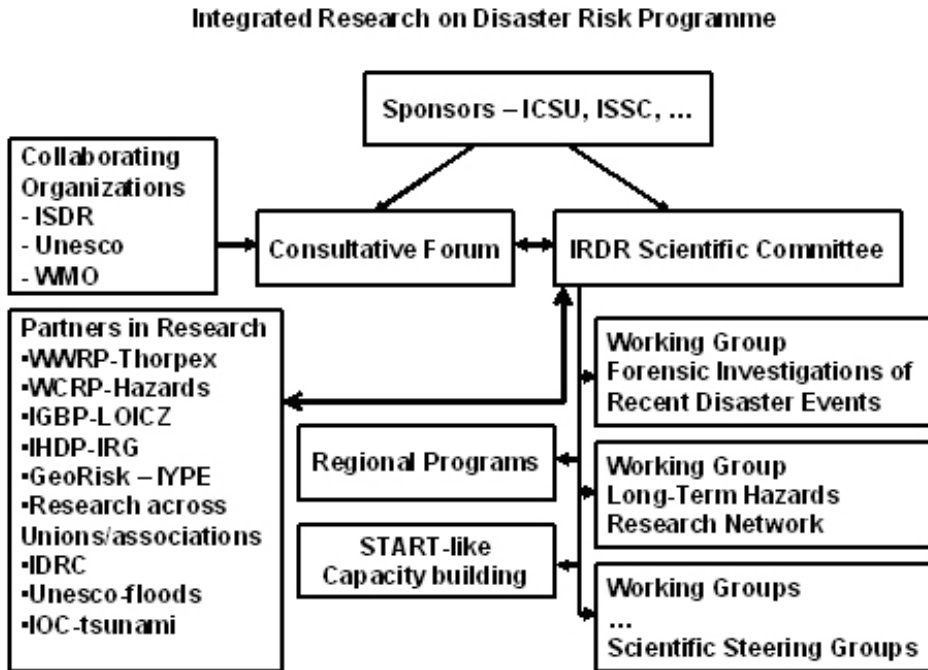 Integrated Research on Disaster Risk Programme
Sponsors – ICSU, ISSC, ...
Collaborating
Organizations
- ISDR
- Unesco
- WMO
Consultative Forum
IRDR Scientific Committee
Partners in Research
▪WWRP-Thorpex
▪WCRP-Hazards
▪IGBP-LOICZ
▪IHDP-IRG
▪GeoRisk – IYPE
▪Research across
Unions/associations
▪IDRC
▪Unesco-floods
▪IOC-tsunami
Working Group
Forensic Investigations of
Recent Disaster Events
Regional Programs
Working Group
Long-Term Hazards
Research Network
START-like
Capacity building
Working Groups
...
Scientific Steering Groups